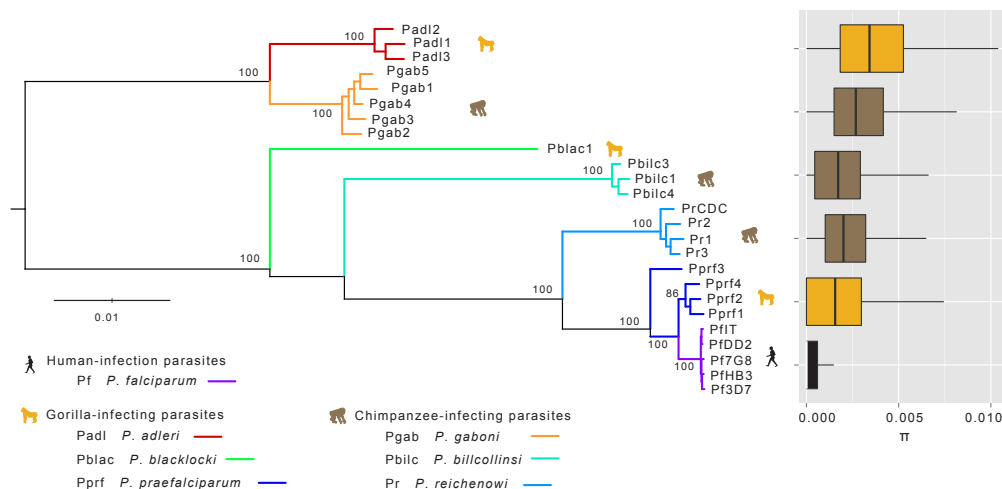 Padl2
100
Padl1
Padl3
100
Pgab5
Pgab1
Pgab4
100
Pgab3
Pgab2
Pblac1
Pbilc3
100
Pbilc1
Pbilc4
PrCDC
100
Pr2
Pr1
Pr3
100
Pprf3
Pprf4
100
86
Pprf2
Pprf1
100
PfIT
100
PfDD2
Pf7G8
100
PfHB3
Pf3D7
0.01
0.000 0.005 0.010
π
Human-infection parasites
Pf P. falciparum
Gorilla-infecting parasites
Padl P. adleri
Pblac P. blacklocki
Pprf P. praefalciparum
Chimpanzee-infecting parasites
Pgab P. gaboni
Pbilc P. billcollinsi
Pr P. reichenowi